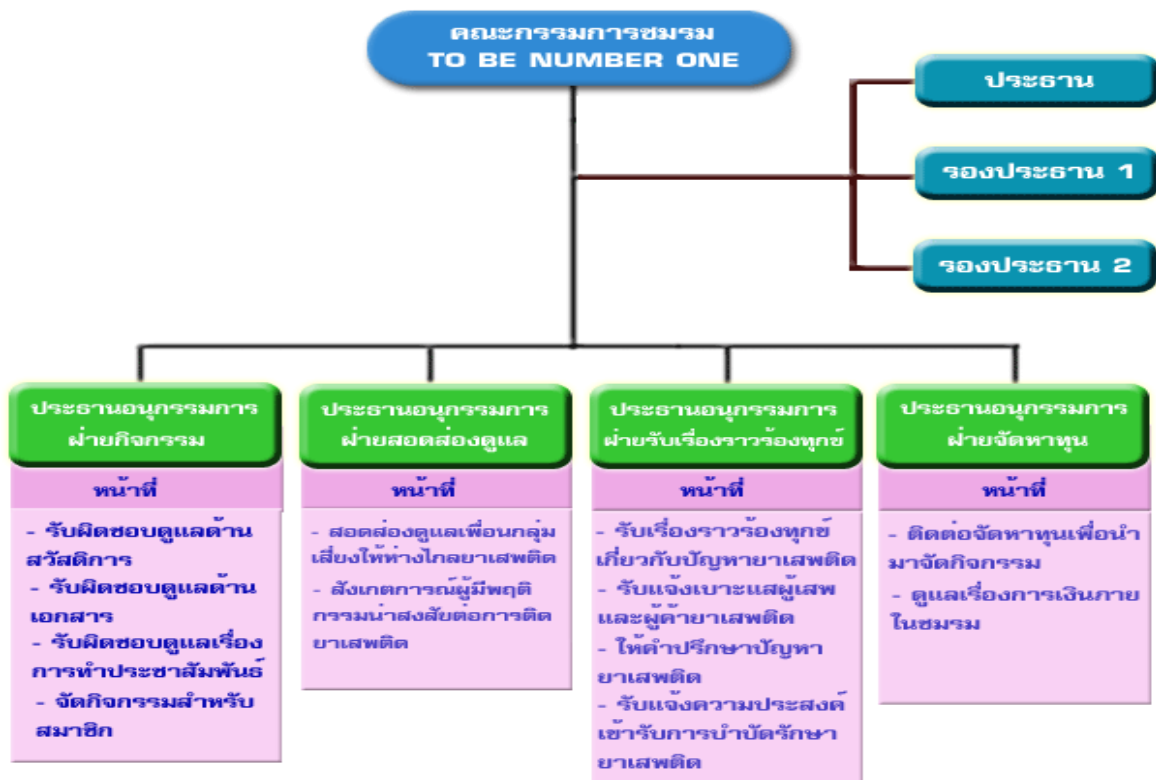 คณะกรรมการชมรม
TO BE NUMBER ONE
ประธาน
รองประธาน 1
รองประธาน 2
ประธานอนุกรรมการ
ฝ่ายกิจกรรม
หน้าที่
- รับผิดชอบดูแลด้าน
สวัสดิการ
- รับผิดชอบดูแลด้าน
เอกสาร
- รับผิดชอบดูแลเรื่อง
การทำประชาสัมพันธ์
- จัดกิจกรรมสำหรับ
สมาชิก
ประธานอนุกรรมการ
ฝ่ายสอดส่องดูแล
หน้าที่
- สอดส่องดูแลเพื่อนกลุ่ม
เสี่ยงให้ห่างไกลยาเสพติด
- สังเกตการณ์ผู้มีพฤติ
กรรมน่าสงสัยต่อการติด
ยาเสพติด
ประธานอนุกรรมการ
ฝ่ายรับเรื่องราวร้องทุกข์
หน้าที่
- รับเรื่องราวร้องทุกข์
เกี่ยวกับปัญหายาเสพติด
- รับแจ้งเบาะแสผู้เสพ
และผู้ค้ายาเสพติด
- ให้คำปรึกษาปัญหา
ยาเสพติด
- รับแจ้งความประสงค์
เข้ารับการบำบัดรักษา
ยาเสพติด
ประธานอนุกรรมการ
ฝ่ายจัดหาทุน
หน้าที่
- ติดต่อจัดหาทุนเพื่อนำ
มาจัดกิจกรรม
- ดูแลเรื่องการเงินภาย
ในชมรม